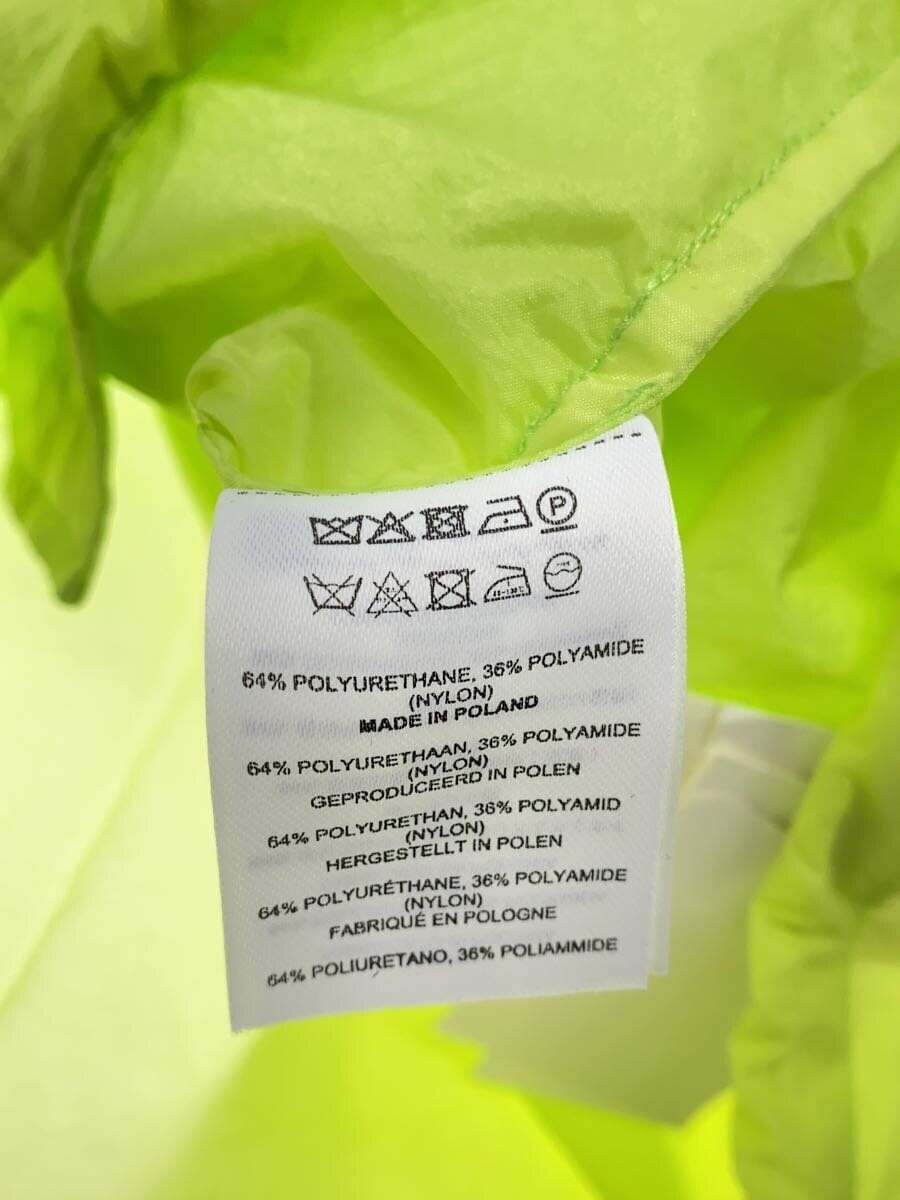 P
64% POLYURETHANE, 36% POLYAMIDE
(NYLON)
MADE IN POLAND
64% POLYURETHAAN, 36% POLYAMIDE
(NYLON)
GEPRODUCEERD IN POLEN
64% POLYURETHAN, 36% POLYAMID
(NYLON)
HERGESTELLT IN POLEN
64% POLYURÉTHANE, 36% POLYAMIDE
(NYLON)
FABRIQUÉ EN POLOGNE
64% POLIURETANO, 36% POLIAMMIDE